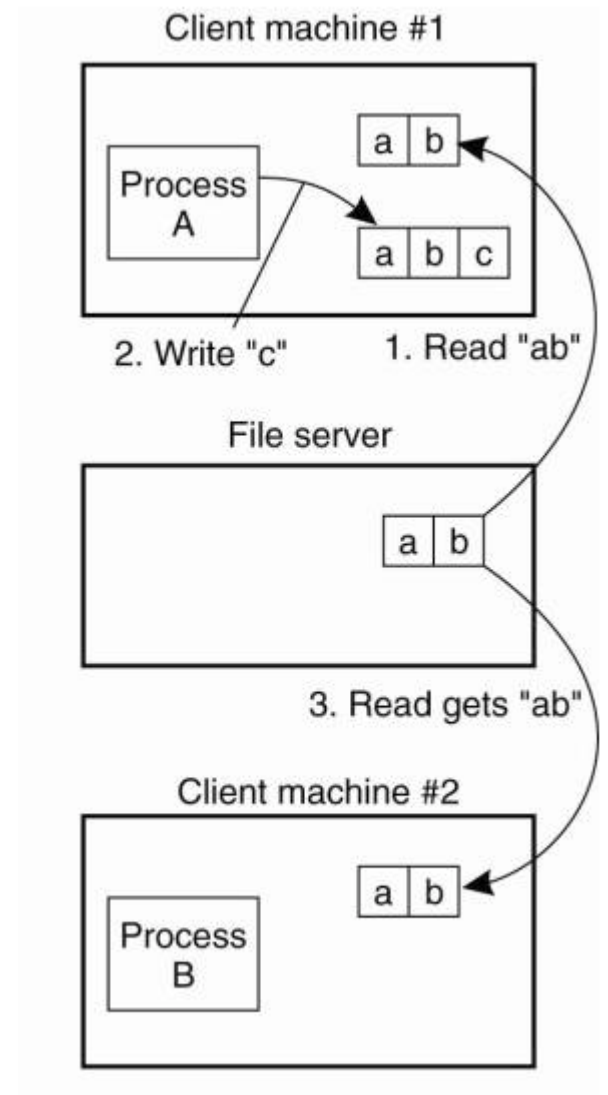 Client machine #1
a b
Process
A
a b c
2. Write "c"
1. Read "ab"
File server
a b
3. Read gets "ab"
Client machine #2
a b
Process
B